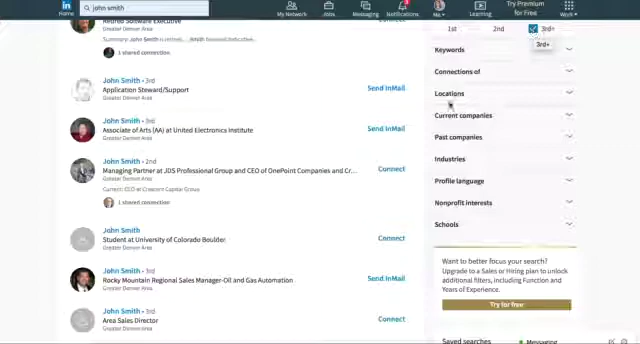 in
john smith
Home
My Network
Jobs
Messaging
Notifications
Me
Learning
Try Premium
for Free
Work
Retired Software Executive
Greater Denver Area
Summary: John Smith is
1 shared connection
John Smith • 3rd
Application Steward/Support
Greater Denver Area
Send InMail
John Smith • 3rd
Associate of Arts (AA) at United Electronics Institute
Greater Denver Area
Send InMail
John Smith • 2nd
Managing Partner at JDS Professional Group and CEO of OnePoint Companies and Cr...
Greater Denver Area
Connect
Current: CEO at Crestcom Capital Group
1 shared connection
John Smith
Student at University of Colorado Boulder
Greater Denver Area
Connect
John Smith • 3rd
Rocky Mountain Regional Sales Manager-Oil and Gas Automation
Greater Denver Area
Send InMail
John Smith • 3rd
Area Sales Director
Greater Denver Area
Connect
1st
2nd
3rd+
3rd+
Keywords
Connections of
Locations
Current companies
Past companies
Industries
Profile language
Nonprofit interests
Schools
Want to better focus your search?
Upgrade to a Sales or Hiring plan to unlock
additional filters, including Function and
Years of Experience.
Try for free
Saved searches
Messaging